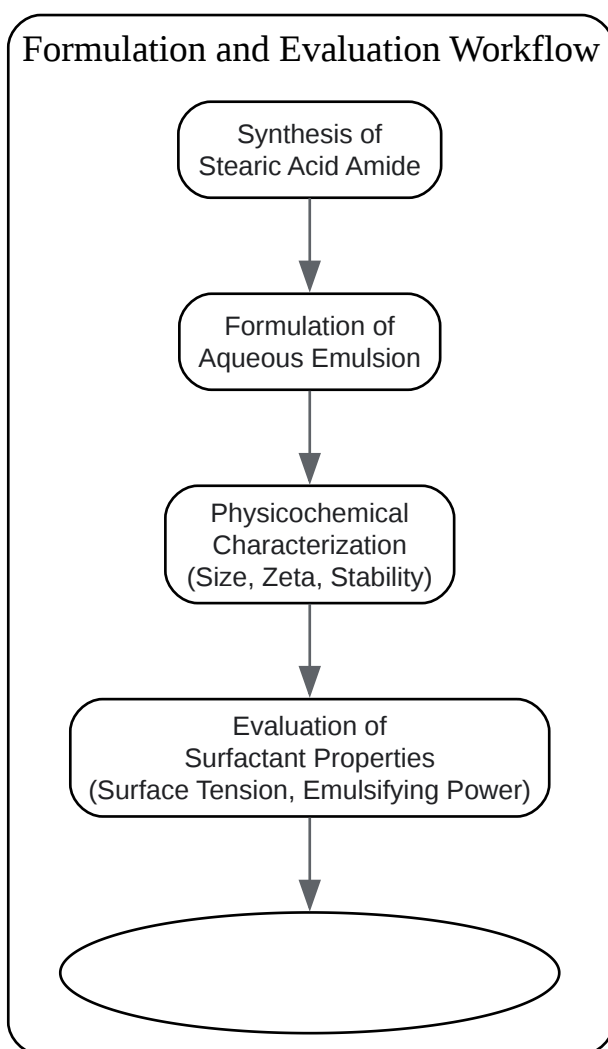 Formulation and Evaluation Workflow
Synthesis of
Stearic Acid Amide
Formulation of
Aqueous Emulsion
Physicochemical
Characterization
(Size, Zeta, Stability)
Evaluation of
Surfactant Properties
(Surface Tension, Emulsifying Power)